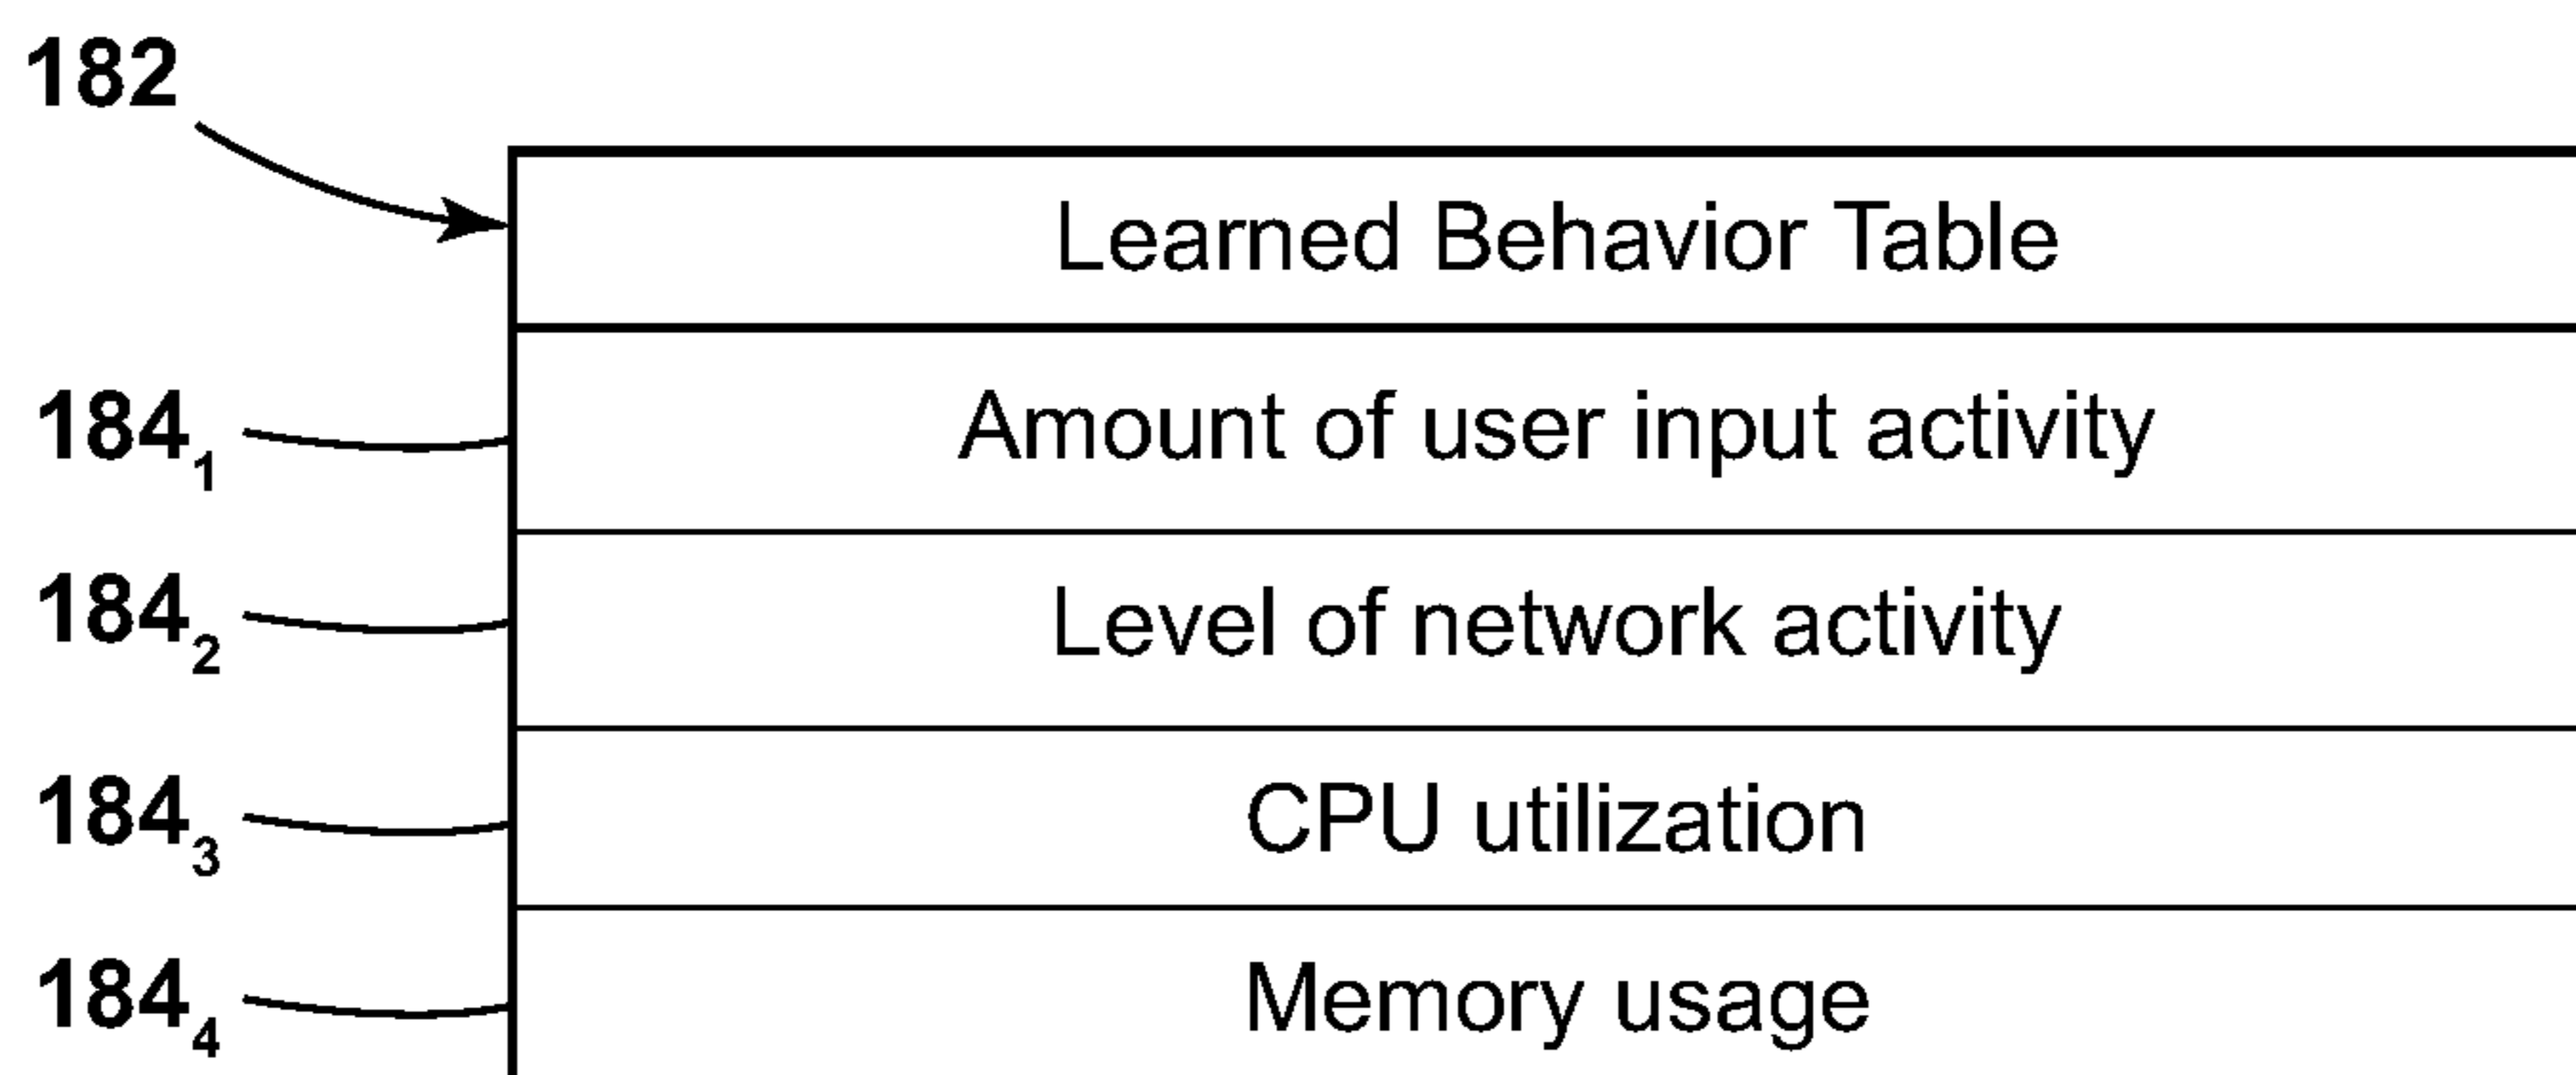 182
Learned Behavior Table
184₁ Amount of user input activity
184₂ Level of network activity
184₃ CPU utilization
184₄ Memory usage